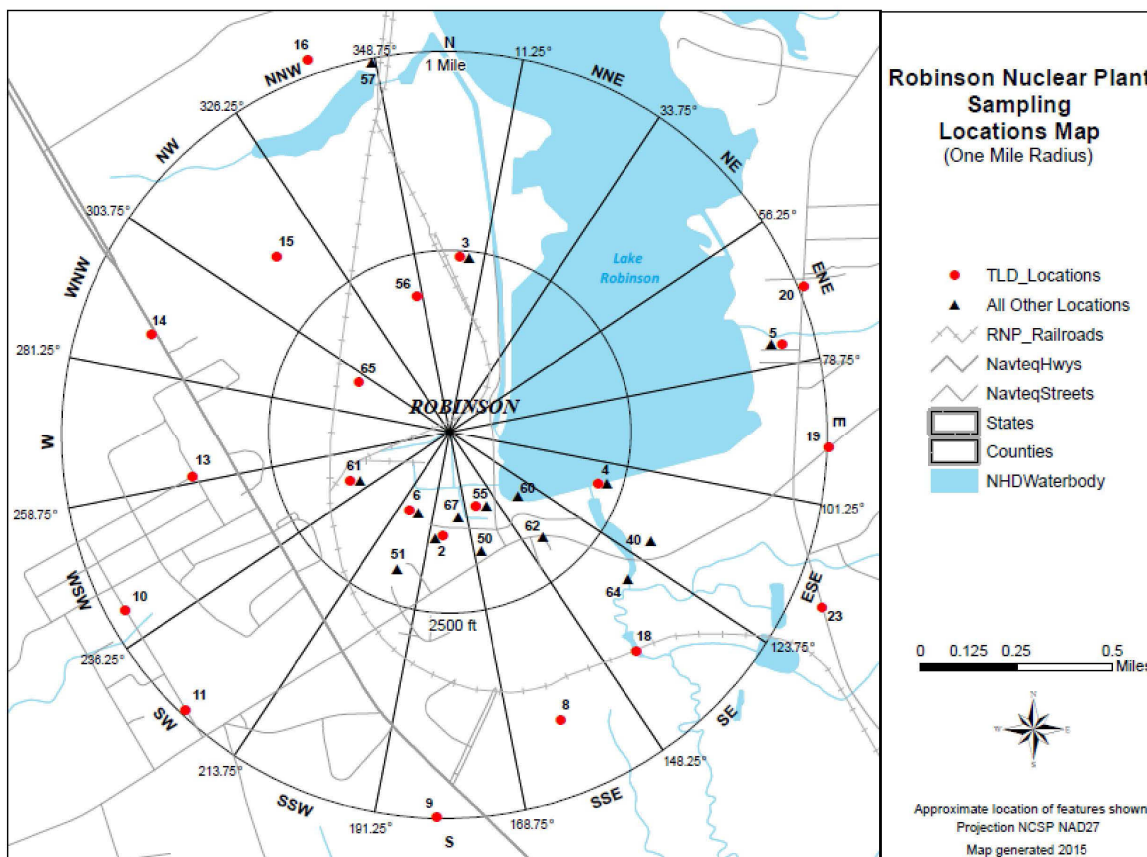 16
348.75°
N
11.25°
NNW
57
1 Mile
NNE
326.25°
33.75°
NW
NE
303.75°
56.25°
15
3
Lake
Robinson
WNW
56
ENE
20
14
5
281.25°
78.75°
65
ROBINSON
W
E
19
13
61
4
258.75°
6
67
55
60
101.25°
2
50
62
40
51
64
WSW
ESE
10
23
2500 ft
236.25°
18
123.75°
11
SW
8
SE
213.75°
148.25°
SSW
SSE
9
191.25°
S
168.75°
Robinson Nuclear Plant
Sampling
Locations Map
(One Mile Radius)
TLD_Locations
All Other Locations
RNP_Railroads
NavteqHwys
NavteqStreets
States
Counties
NHDWaterbody
0 0.125 0.25 0.5
Miles
N
W E
S
Approximate location of features shown
Projection NCSP NAD27
Map generated 2015